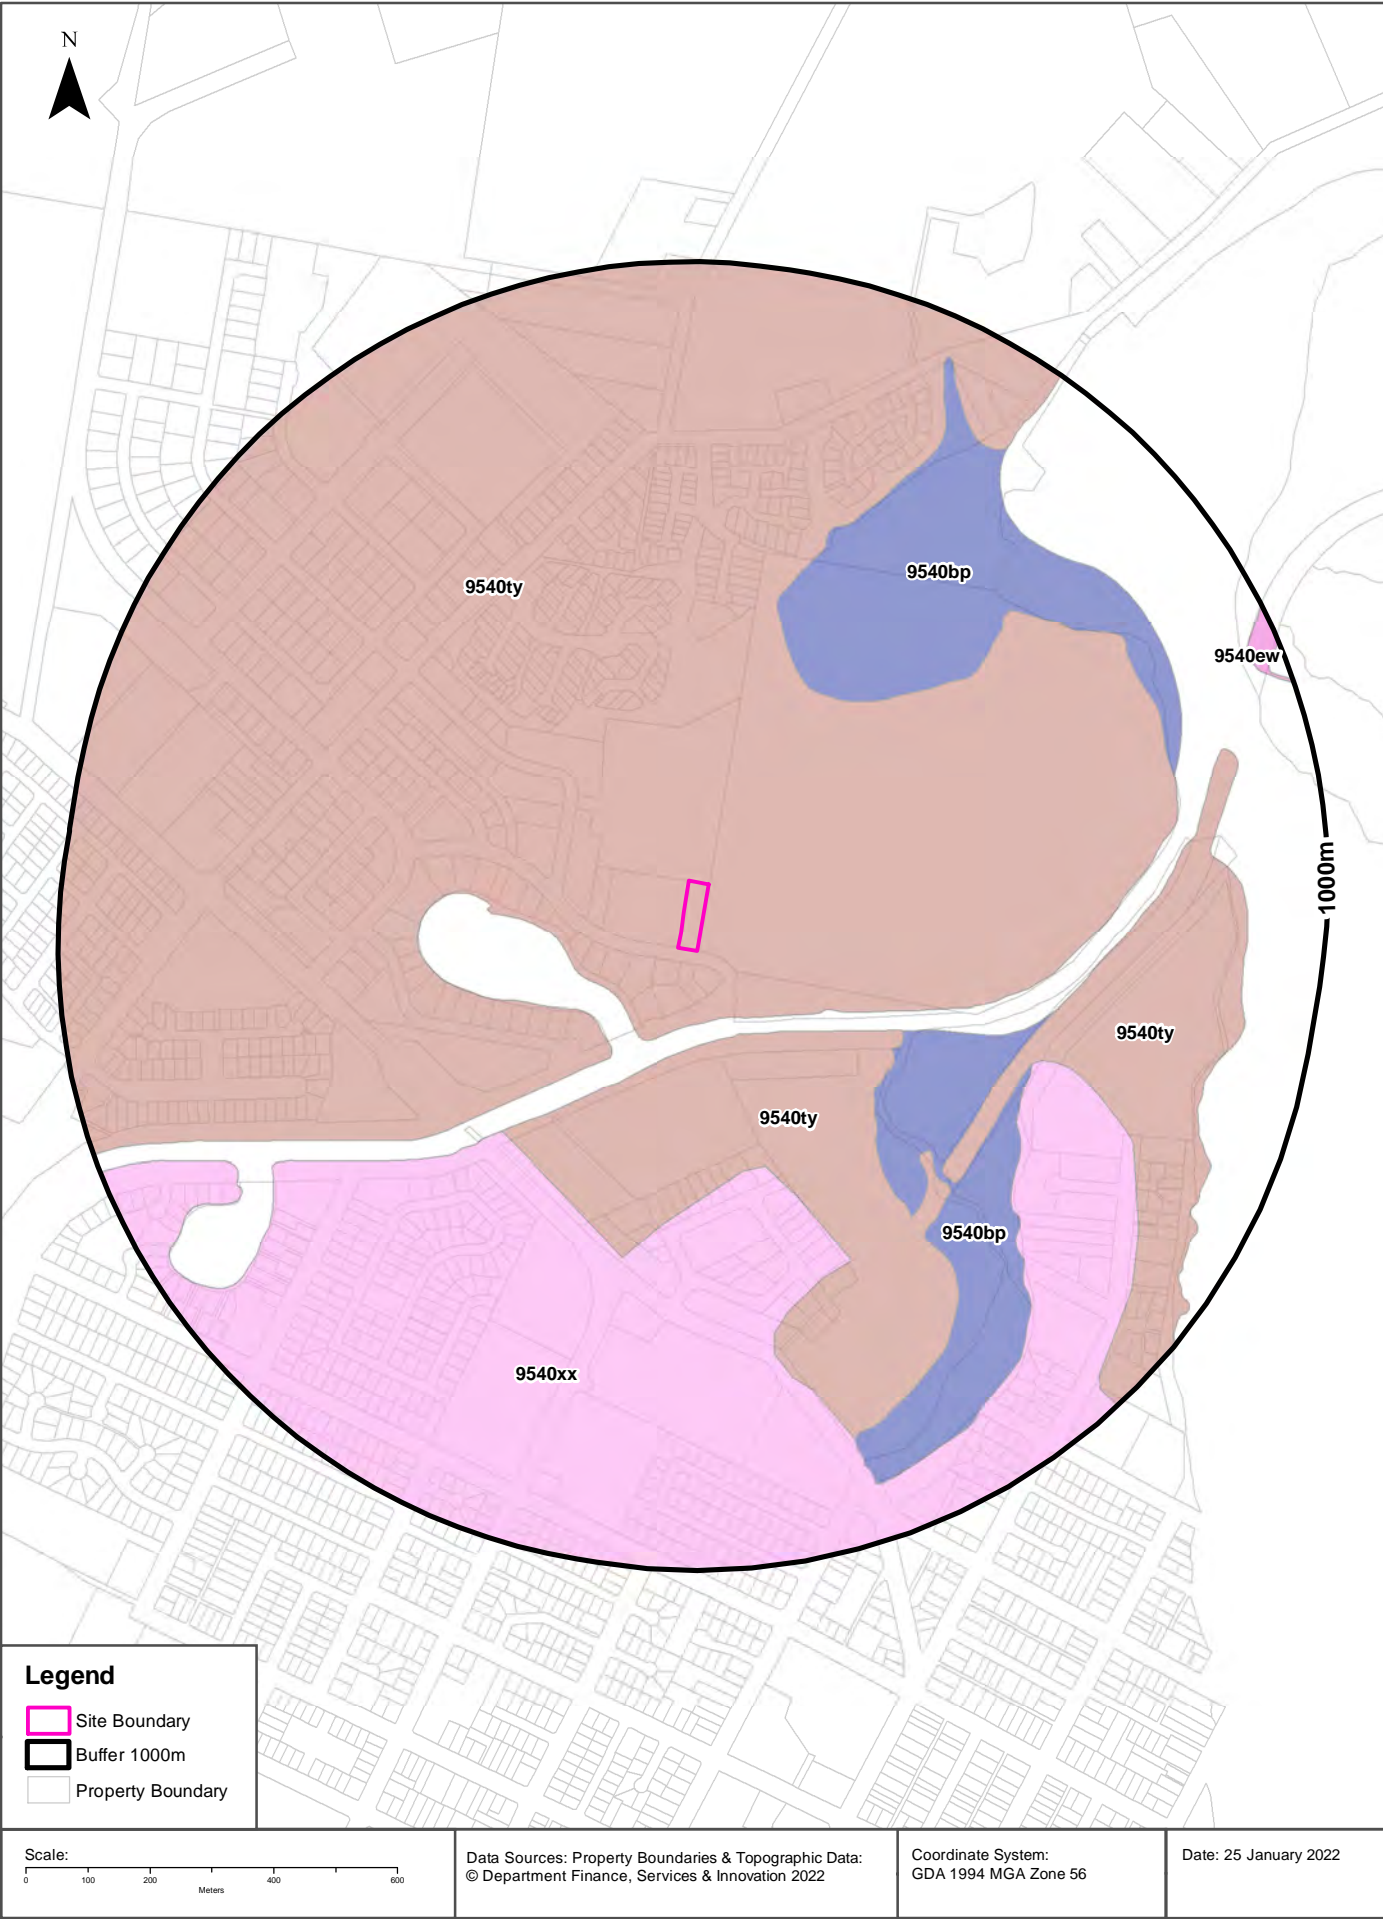 N
9540ty
9540bp
9540ew
1000m
9540ty
9540ty
9540bp
9540xx
Legend
Site Boundary
Buffer 1000m
Property Boundary
Scale:
0 100 200 400 600
Meters
Data Sources: Property Boundaries & Topographic Data:
© Department Finance, Services & Innovation 2022
Coordinate System:
GDA 1994 MGA Zone 56
Date: 25 January 2022